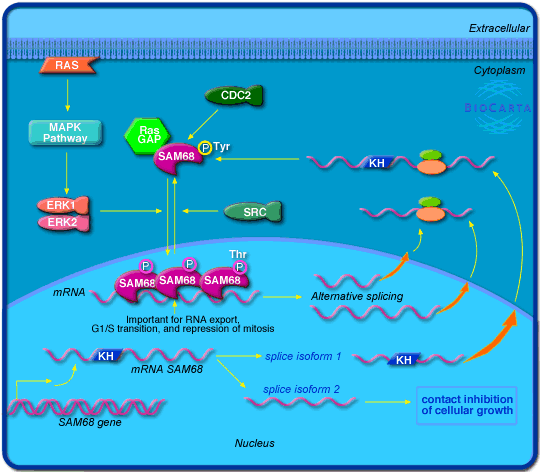 Extracellular
RAS
Cytoplasm
CDC2
BIOCARTA
MAPK
Pathway
Ras
GAP
P Tyr
SAM68
KH
ERK1
ERK2
SRC
Thr
P P P
SAM68 SAM68 SAM68
mRNA
Alternative splicing
Important for RNA export,
G1/S transition, and repression of mitosis
KH
mRNA SAM68
splice isoform 1
KH
splice isoform 2
contact inhibition
of cellular growth
SAM68 gene
Nucleus